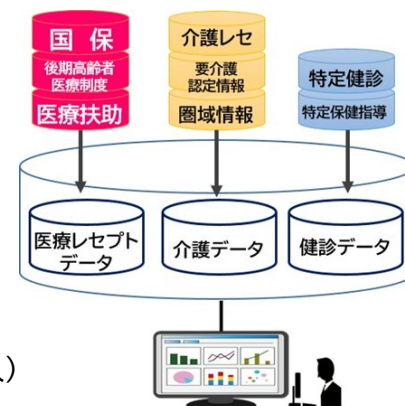 国 保
後期高齢者
医療制度
医療扶助
介護レセ
要介護
認定情報
圏域情報
特定健診
特定保健指導
医療レセプト
データ
介護データ
健診データ
)